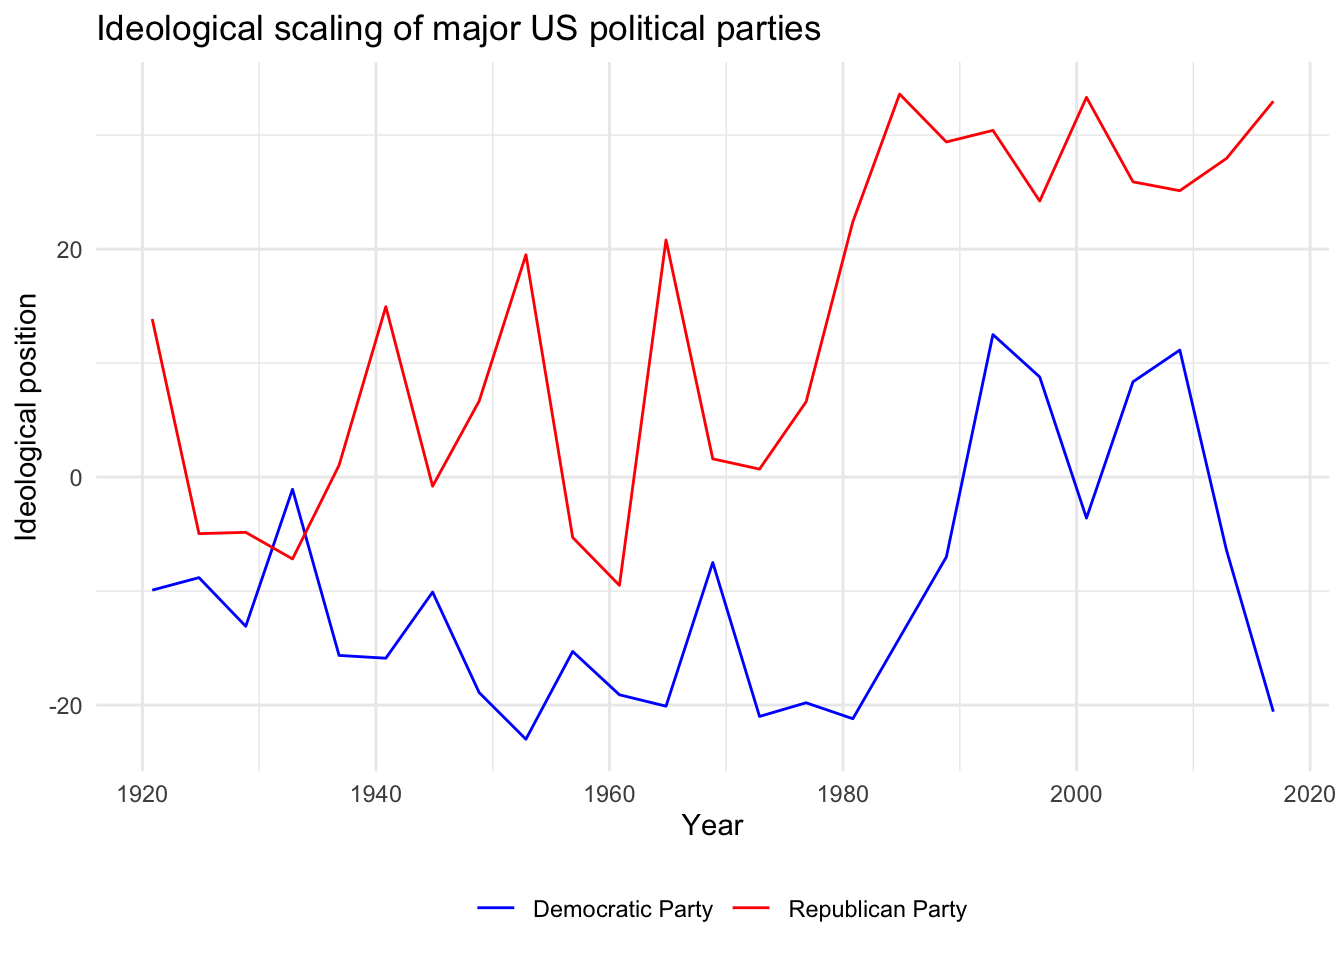 Ideological scaling of major US political parties
Ideological position
20
0
-20
1920 1940 1960 1980 2000 2020
Year
Democratic Party Republican Party